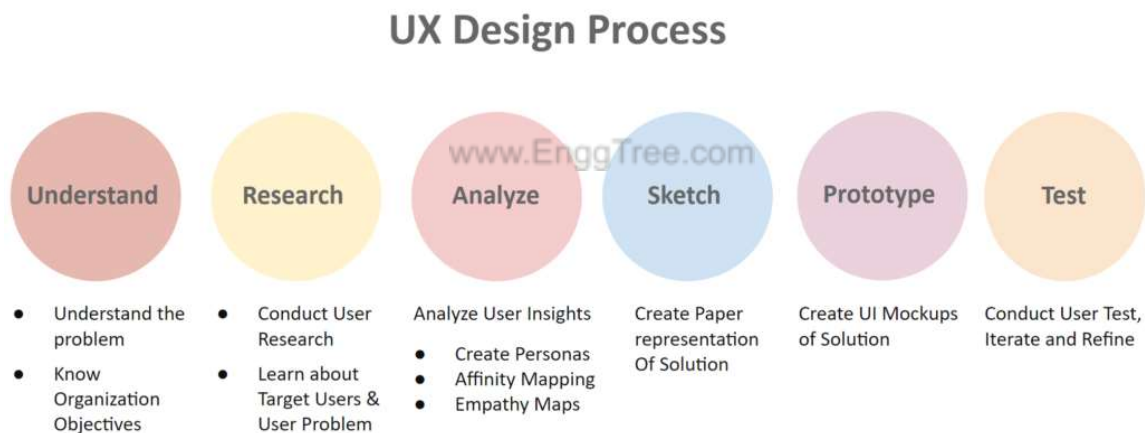 UX Design Process
www.EnggTree.com
Understand
Research
Analyze
Sketch
Prototype
Test
● Understand the
problem
● Know
Organization
Objectives
● Conduct User
Research
● Learn about
Target Users &
User Problem
Analyze User Insights
● Create Personas
● Affinity Mapping
● Empathy Maps
Create Paper
representation
Of Solution
Create UI Mockups
of Solution
Conduct User Test,
Iterate and Refine